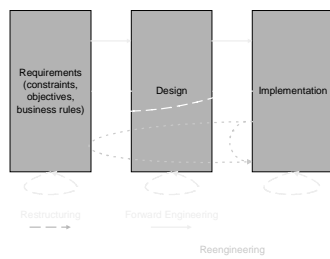 Requirements
(constraints,
objectives,
business rules)
Design
Implementation
Restructuring
Forward Engineering
Reengineering